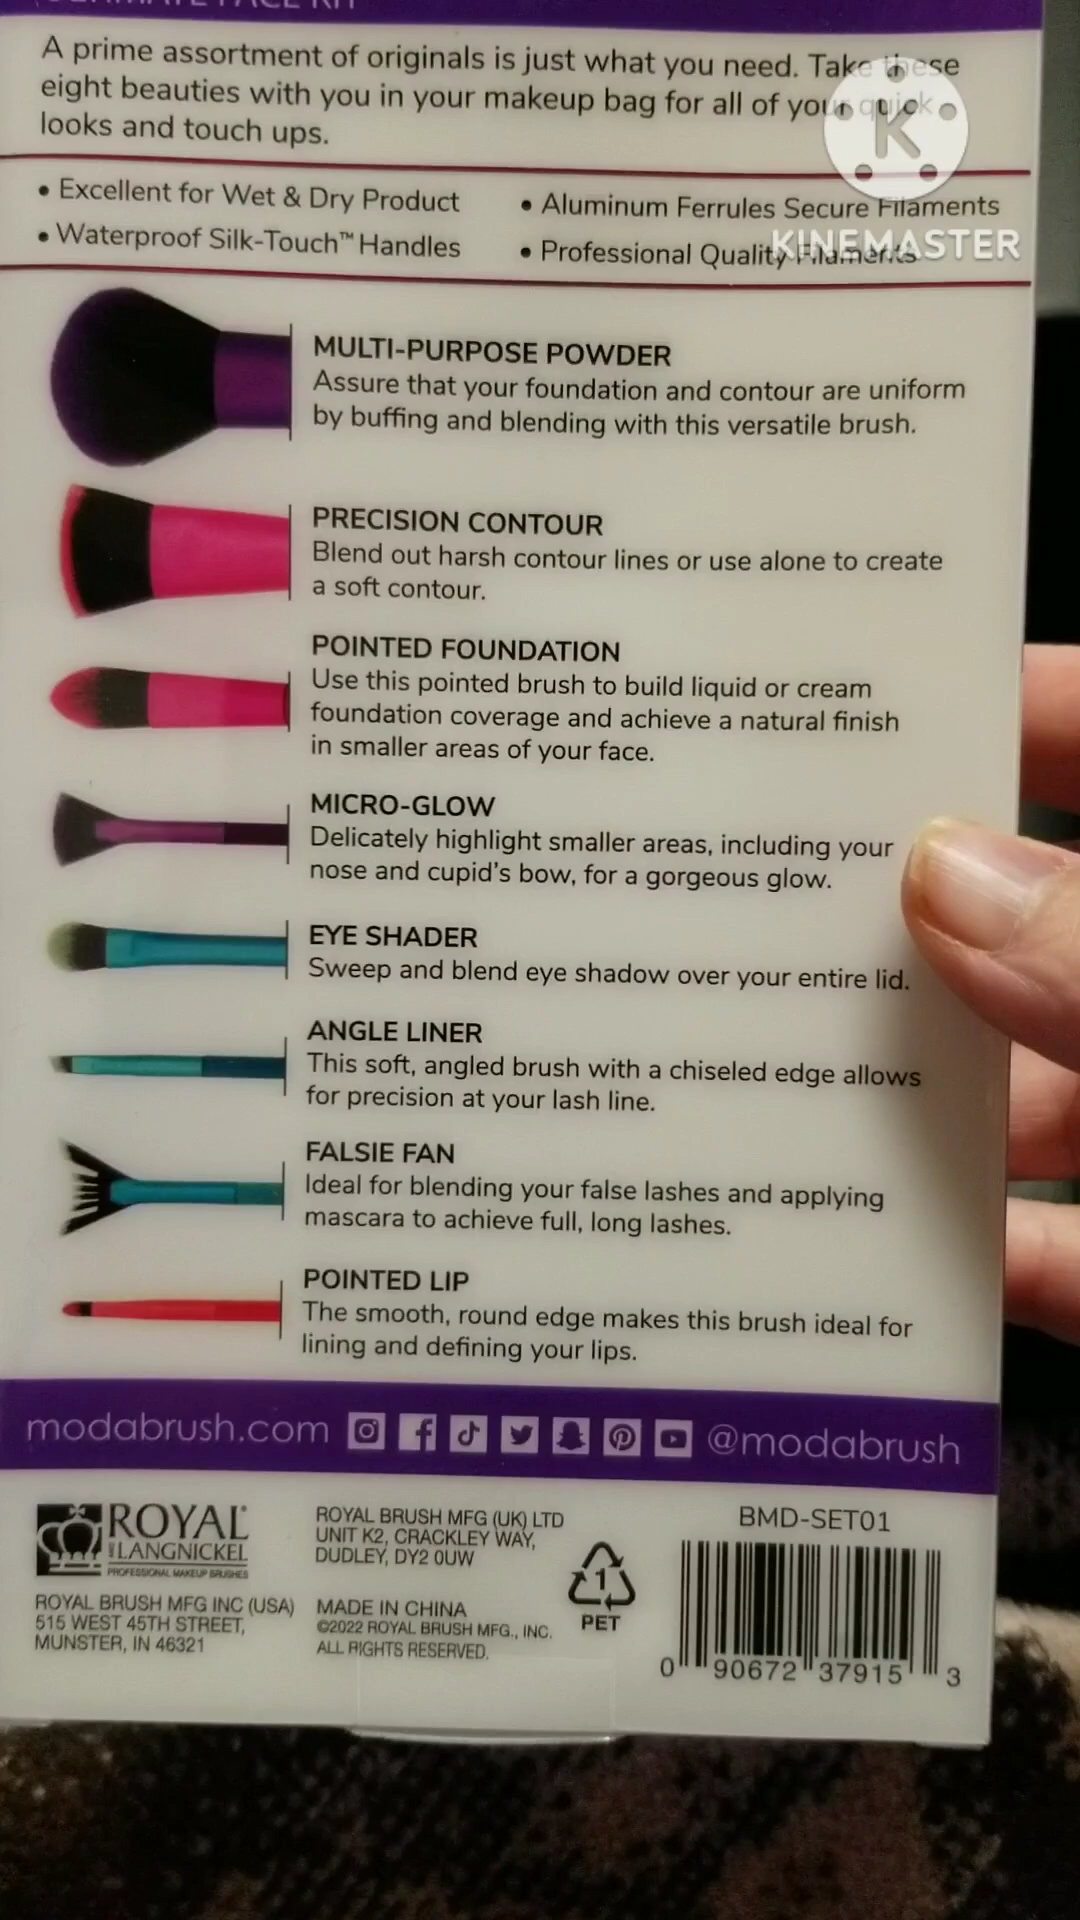 ULTIMATE FACE KIT
A prime assortment of originals is just what you need. Take these
eight beauties with you in your makeup bag for all of your quick
looks and touch ups.
• Excellent for Wet & Dry Product
• Waterproof Silk-Touch™ Handles
• Aluminum Ferrules Secure Filaments
• Professional Quality Filaments
K
KINEMASTER
MULTI-PURPOSE POWDER
Assure that your foundation and contour are uniform
by buffing and blending with this versatile brush.
PRECISION CONTOUR
Blend out harsh contour lines or use alone to create
a soft contour.
POINTED FOUNDATION
Use this pointed brush to build liquid or cream
foundation coverage and achieve a natural finish
in smaller areas of your face.
MICRO-GLOW
Delicately highlight smaller areas, including your
nose and cupid's bow, for a gorgeous glow.
EYE SHADER
Sweep and blend eye shadow over your entire lid.
ANGLE LINER
This soft, angled brush with a chiseled edge allows
for precision at your lash line.
FALSIE FAN
Ideal for blending your false lashes and applying
mascara to achieve full, long lashes.
POINTED LIP
The smooth, round edge makes this brush ideal for
lining and defining your lips.
modabrush.com @modabrush
ROYAL®
&LANGNICKEL
PROFESSIONAL MAKEUP BRUSHES
ROYAL BRUSH MFG INC (USA)
515 WEST 45TH STREET,
MUNSTER, IN 46321
ROYAL BRUSH MFG (UK) LTD
UNIT K2, CRACKLEY WAY,
DUDLEY, DY2 0UW
MADE IN CHINA
©2022 ROYAL BRUSH MFG., INC.
ALL RIGHTS RESERVED.
1
PET
BMD-SET01
0 90672 37915 3